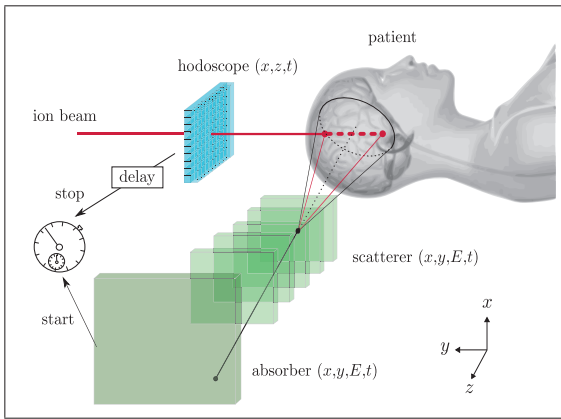 patient
hodoscope (x,z,t)
ion beam
delay
stop
scatterer (x,y,E,t)
start
absorber (x,y,E,t)
x
y
z